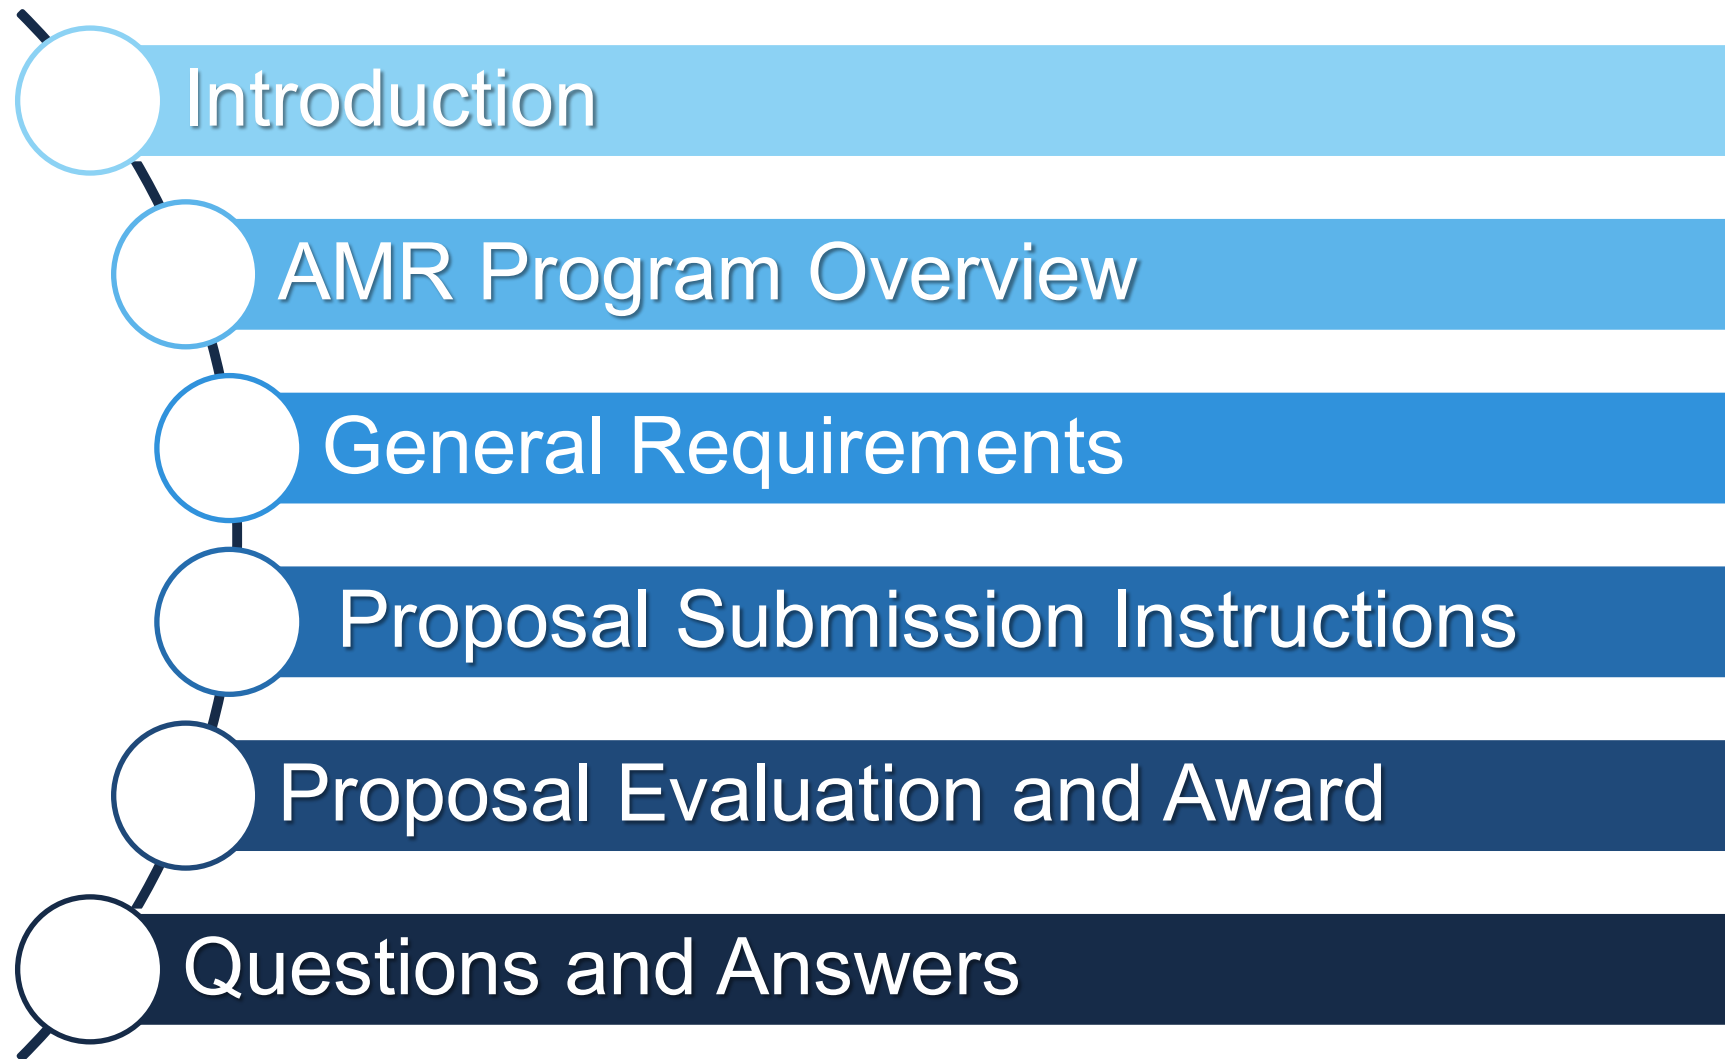 Introduction
AMR Program Overview
General Requirements
Proposal Submission Instructions
Proposal Evaluation and Award
Questions and Answers